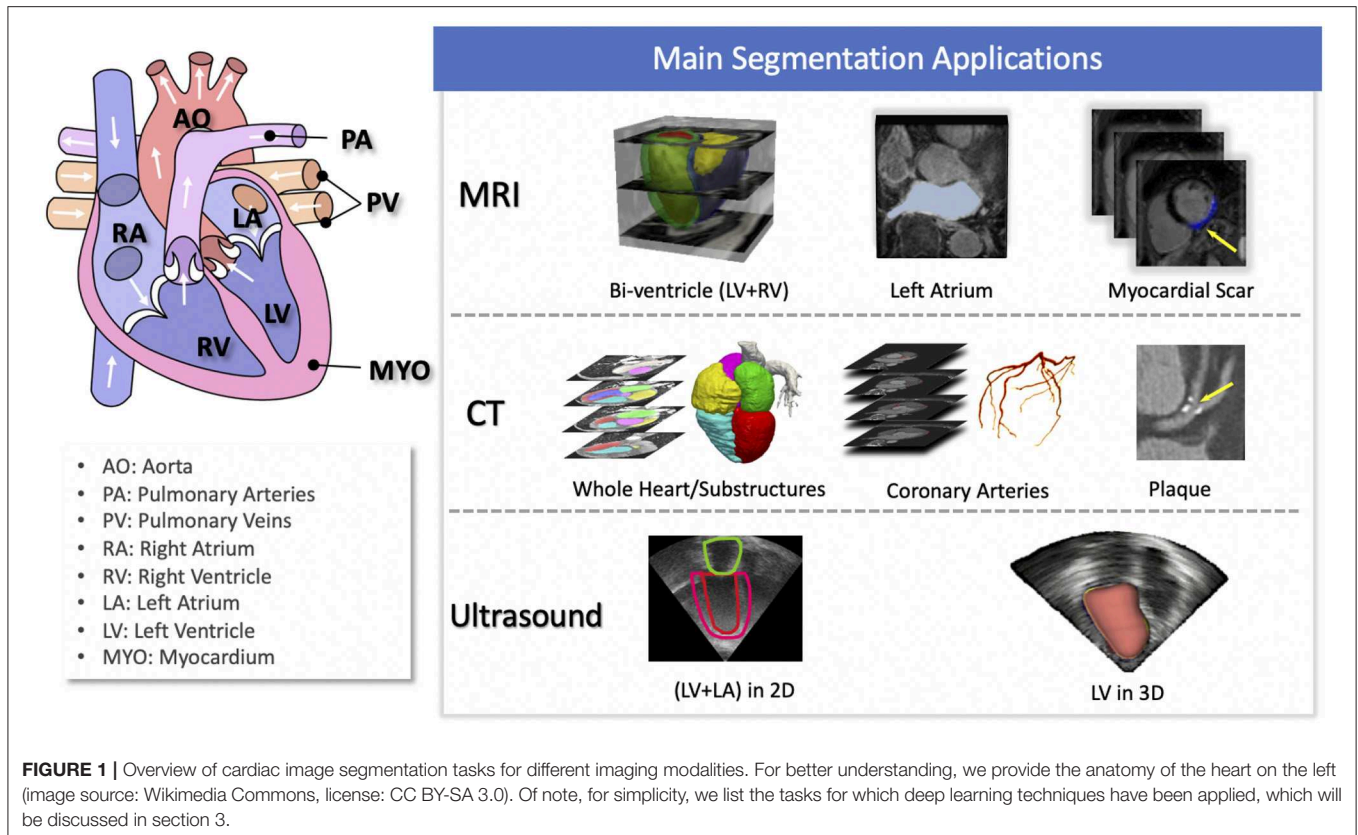 AO
PA
PV
LA
RA
LV
RV
MYO
• AO: Aorta
• PA: Pulmonary Arteries
• PV: Pulmonary Veins
• RA: Right Atrium
• RV: Right Ventricle
• LA: Left Atrium
• LV: Left Ventricle
• MYO: Myocardium
Main Segmentation Applications
MRI
Bi-ventricle (LV+RV)
Left Atrium
Myocardial Scar
CT
Whole Heart/Substructures
Coronary Arteries
Plaque
Ultrasound
(LV+LA) in 2D
LV in 3D
FIGURE 1 | Overview of cardiac image segmentation tasks for different imaging modalities. For better understanding, we provide the anatomy of the heart on the left
(image source: Wikimedia Commons, license: CC BY-SA 3.0). Of note, for simplicity, we list the tasks for which deep learning techniques have been applied, which will
be discussed in section 3.